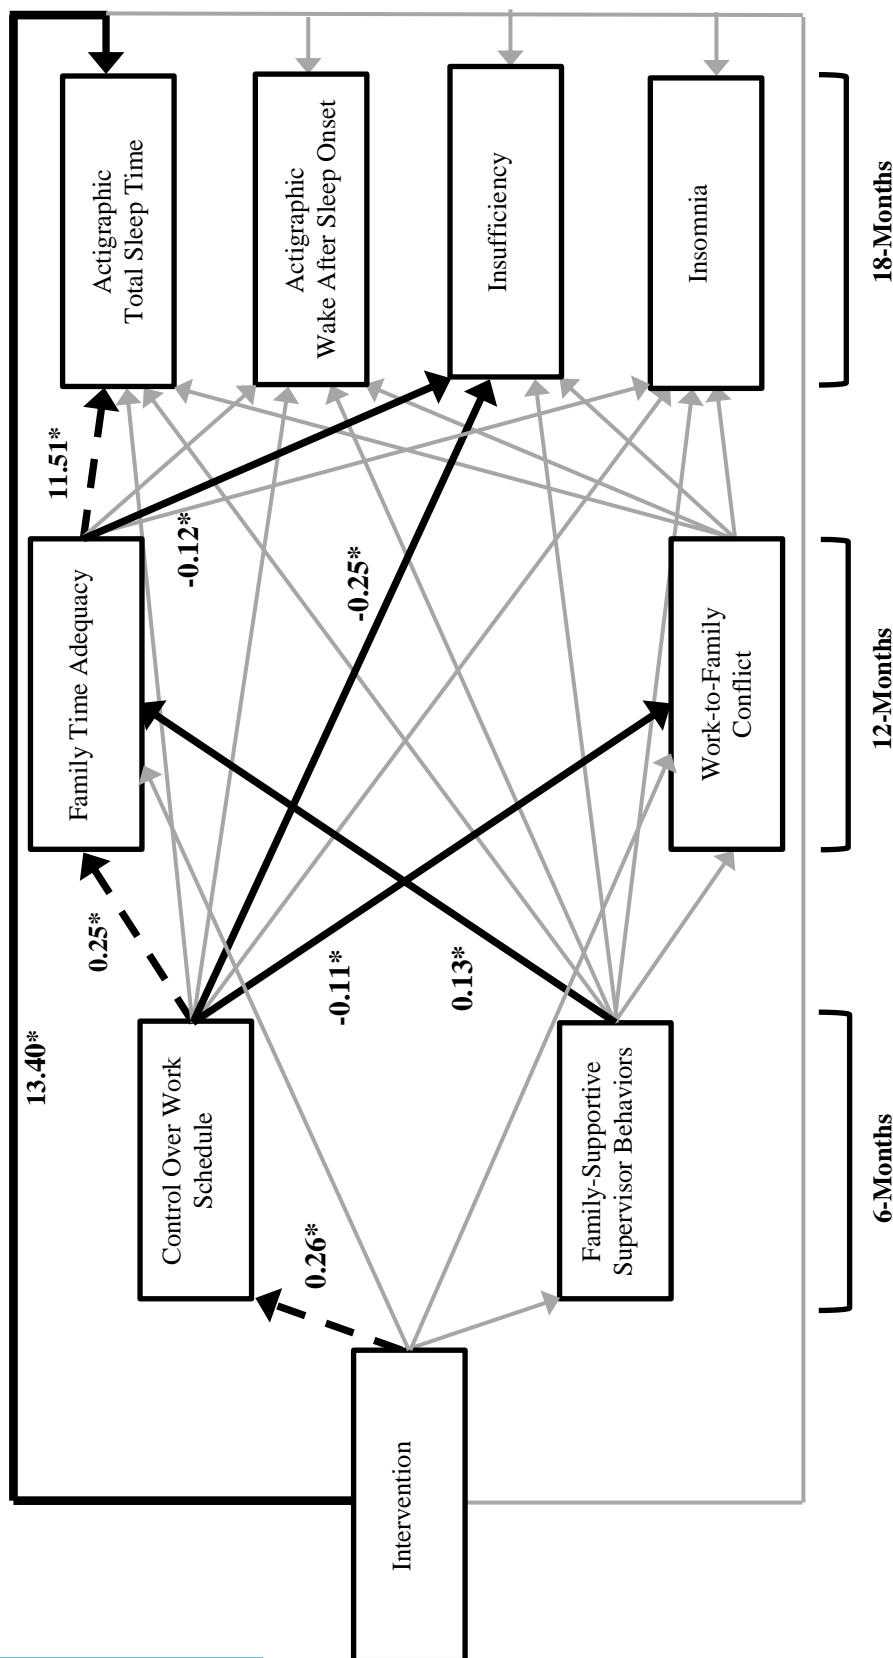 13.40*
Intervention
0.26*
Control Over Work
Schedule
Family-Supportive
Supervisor Behaviors
0.25*
-0.11*
0.13*
Family Time Adequacy
Work-to-Family
Conflict
11.51*
-0.12*
-0.25*
Actigraphic
Total Sleep Time
Actigraphic
Wake After Sleep Onset
Insufficiency
Insomnia
6-Months
12-Months
18-Months